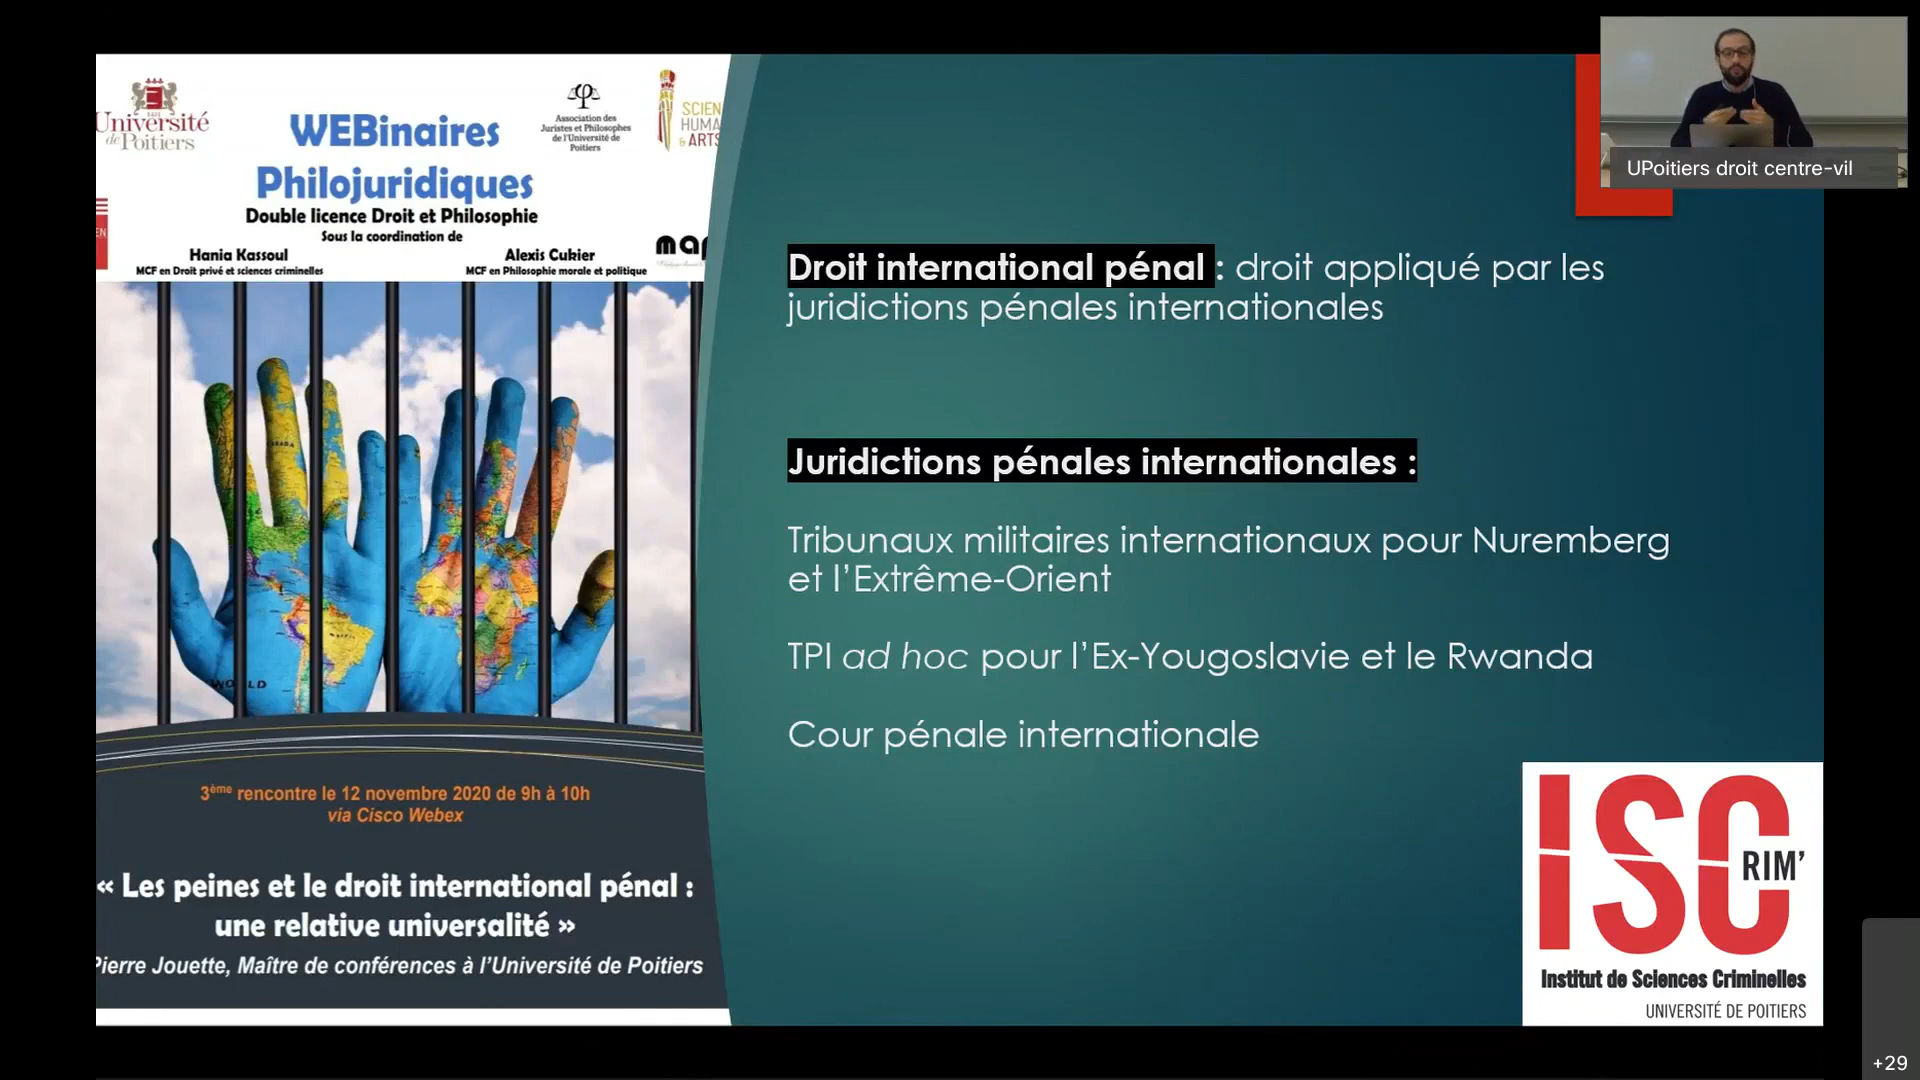 Université
de Poitiers
WEBinaires
Philojuridiques
Association des
Juristes et Philosophes
de l'Université de
Poitiers
SCIEN
HUMA
& ARTS
Double licence Droit et Philosophie
Sous la coordination de
Hania Kassoul
MCF en Droit privé et sciences criminelles
Alexis Cukier
MCF en Philosophie morale et politique
EN
WORLD
3ème rencontre le 12 novembre 2020 de 9h à 10h
via Cisco Webex
« Les peines et le droit international pénal :
une relative universalité »
Pierre Jouette, Maître de conférences à l'Université de Poitiers
Droit international pénal : droit appliqué par les
juridictions pénales internationales
Juridictions pénales internationales :
Tribunaux militaires internationaux pour Nuremberg
et l'Extrême-Orient
TPI ad hoc pour l'Ex-Yougoslavie et le Rwanda
Cour pénale internationale
UPoitiers droit centre-vil
ISC
RIM'
Institut de Sciences Criminelles
UNIVERSITÉ DE POITIERS
+29